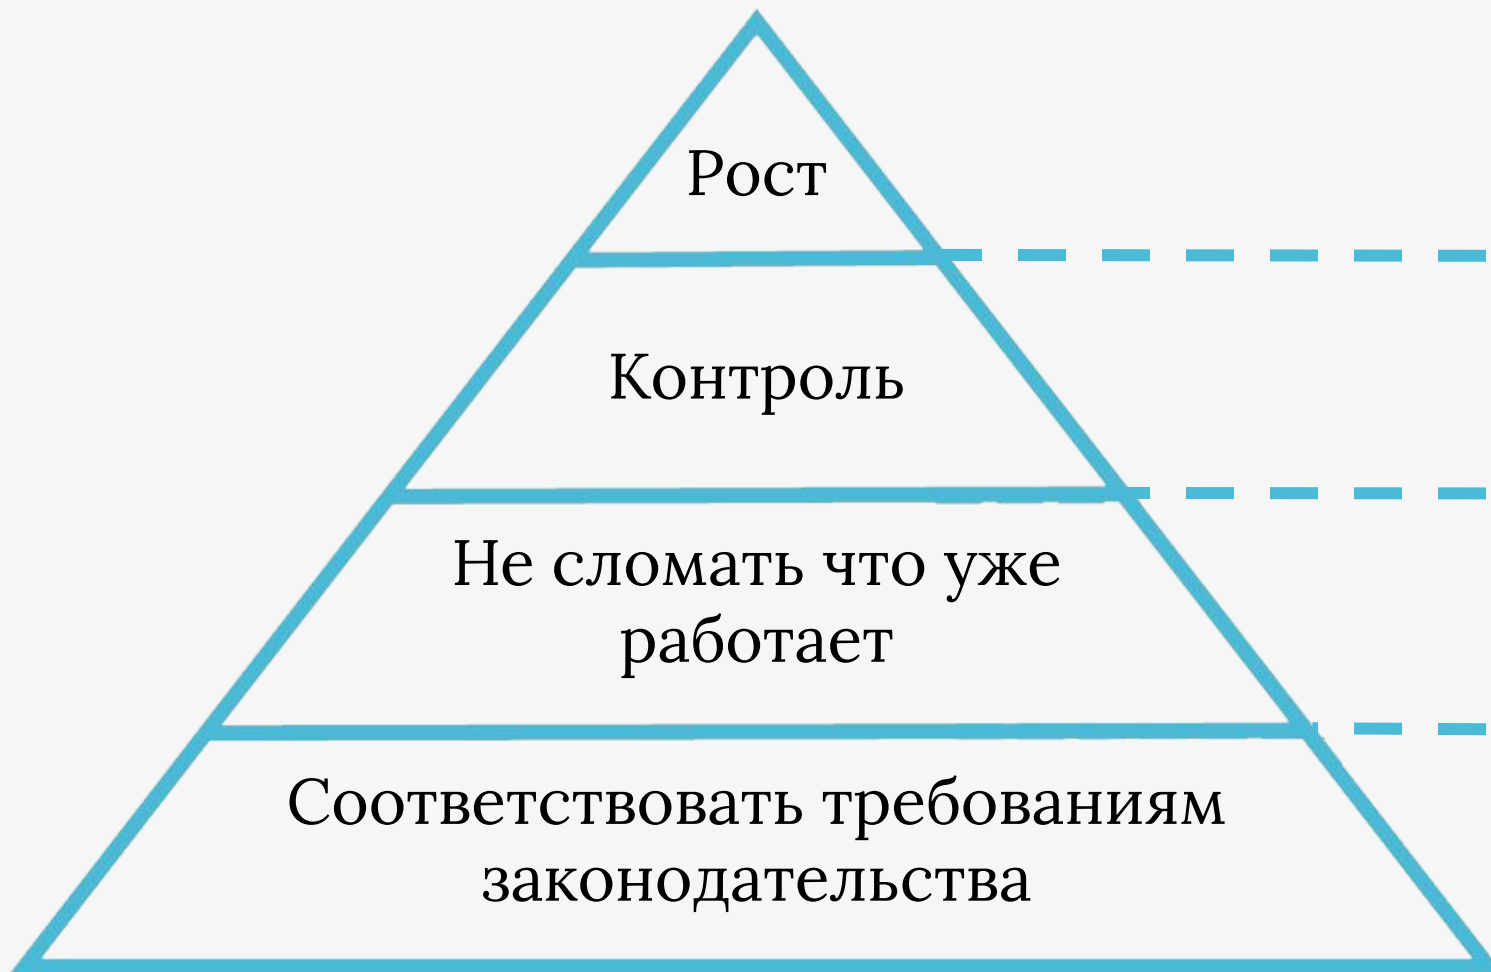 Рост
Контроль
Не сломать что уже
работает
Соответствовать требованиям
законодательства